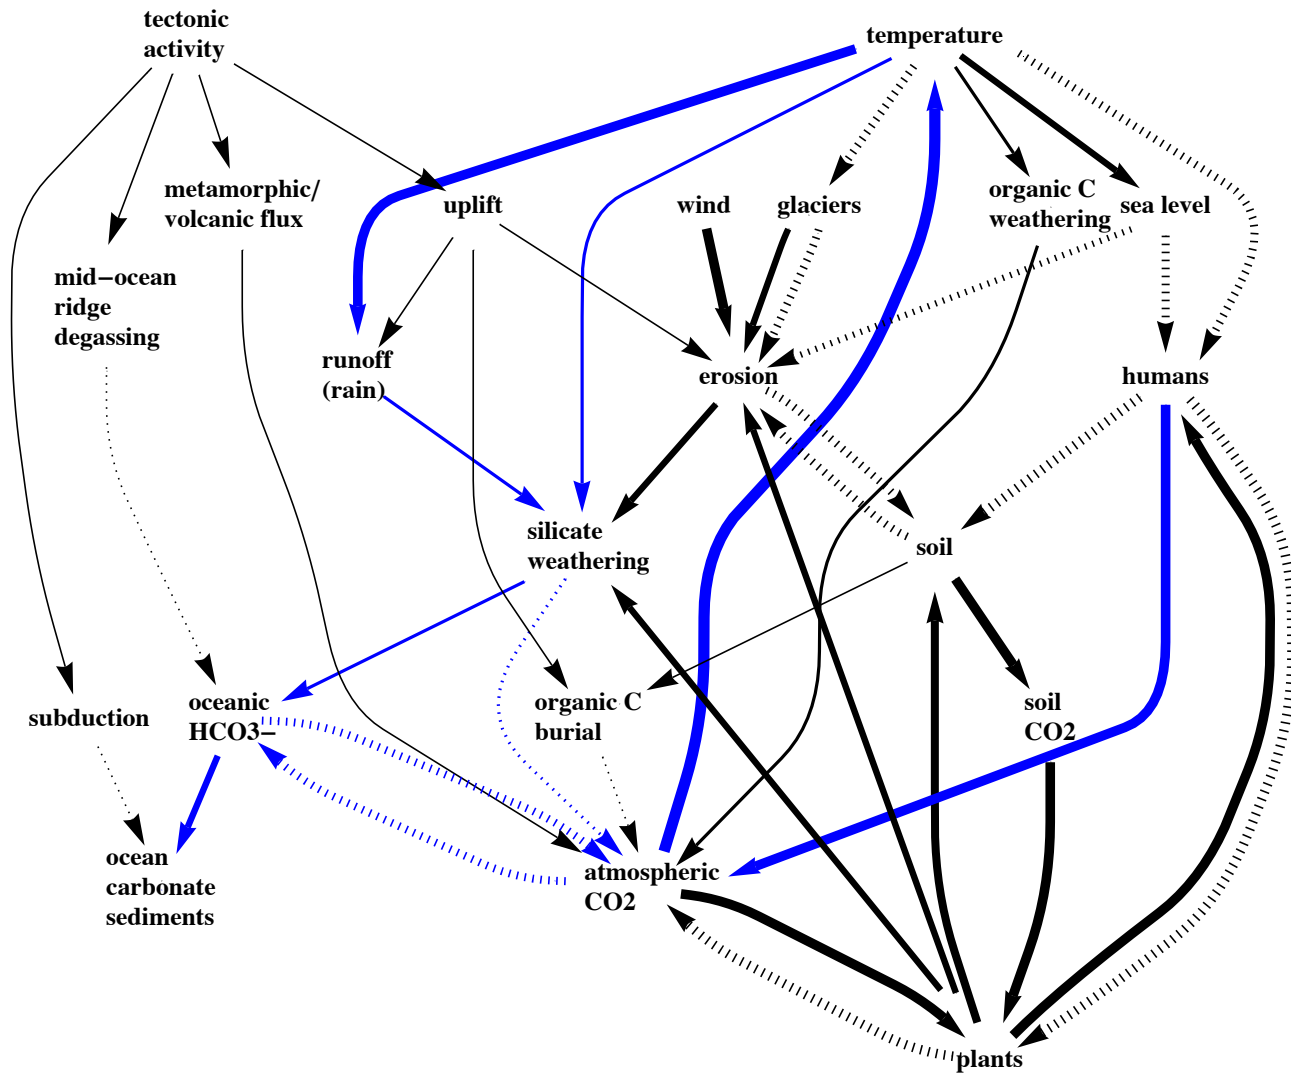 tectonic
activity
temperature
metamorphic/
volcanic flux
uplift
wind
glaciers
organic C
weathering
sea level
mid−ocean
ridge
degassing
runoff
(rain)
erosion
humans
silicate
weathering
soil
subduction
oceanic
HCO3−
organic C
burial
soil
CO2
ocean
carbonate
sediments
atmospheric
CO2
plants